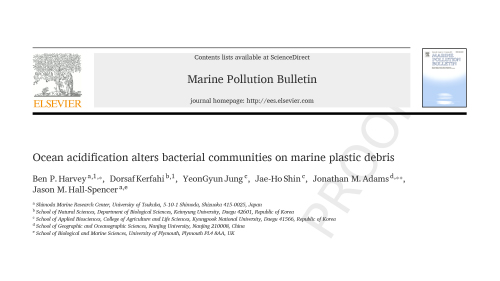 Contents lists available at ScienceDirect
Marine Pollution Bulletin
journal homepage: http://ees.elsevier.com
ELSEVIER
MARINE
POLLUTION
BULLETIN
PROOF
Ocean acidification alters bacterial communities on marine plastic debris
Ben P. Harvey a,1,⁎, Dorsaf Kerfahi b,1, YeonGyun Jung c, Jae-Ho Shin c, Jonathan M. Adams d,⁎⁎,
Jason M. Hall-Spencer a,e
a Shimoda Marine Research Center, University of Tsukuba, 5-10-1 Shimoda, Shizuoka 415-0025, Japan
b School of Natural Sciences, Department of Biological Sciences, Keimyung University, Daegu 42601, Republic of Korea
c School of Applied Biosciences, College of Agriculture and Life Sciences, Kyungpook National University, Daegu 41566, Republic of Korea
d School of Geographic and Oceanographic Sciences, Nanjing University, Nanjing 210008, China
e School of Biological and Marine Sciences, University of Plymouth, Plymouth PL4 8AA, UK